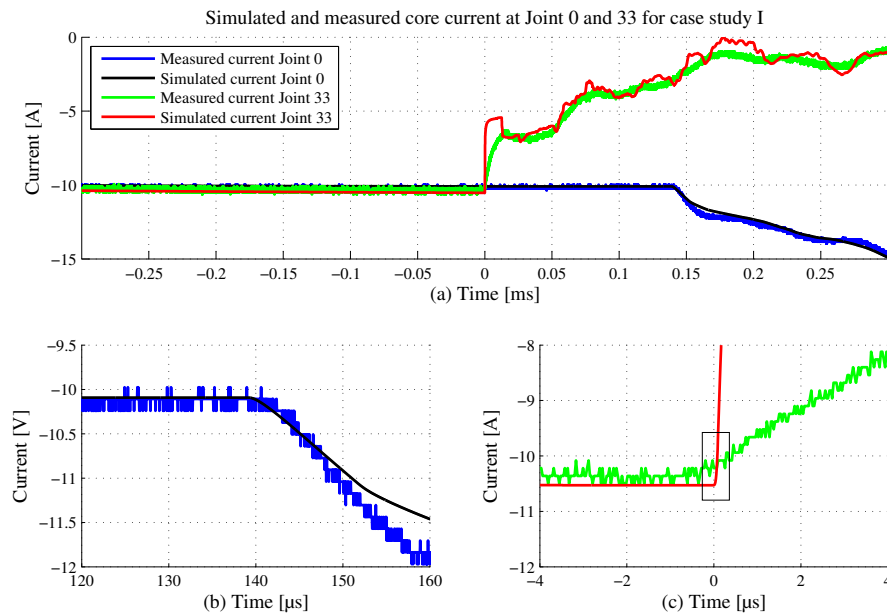 Simulated and measured core current at Joint 0 and 33 for case study I
0
−5
−10
−15
Current [A]
Measured current Joint 0
Simulated current Joint 0
Measured current Joint 33
Simulated current Joint 33
−0.25 −0.2 −0.15 −0.1 −0.05 0 0.05 0.1 0.15 0.2 0.25
(a) Time [ms]
−9.5
−10
−10.5
−11
−11.5
−12
Current [V]
120 130 140 150 160
(b) Time [µs]
−8
−9
−10
−11
−12
Current [A]
−4 −2 0 2 4
(c) Time [µs]